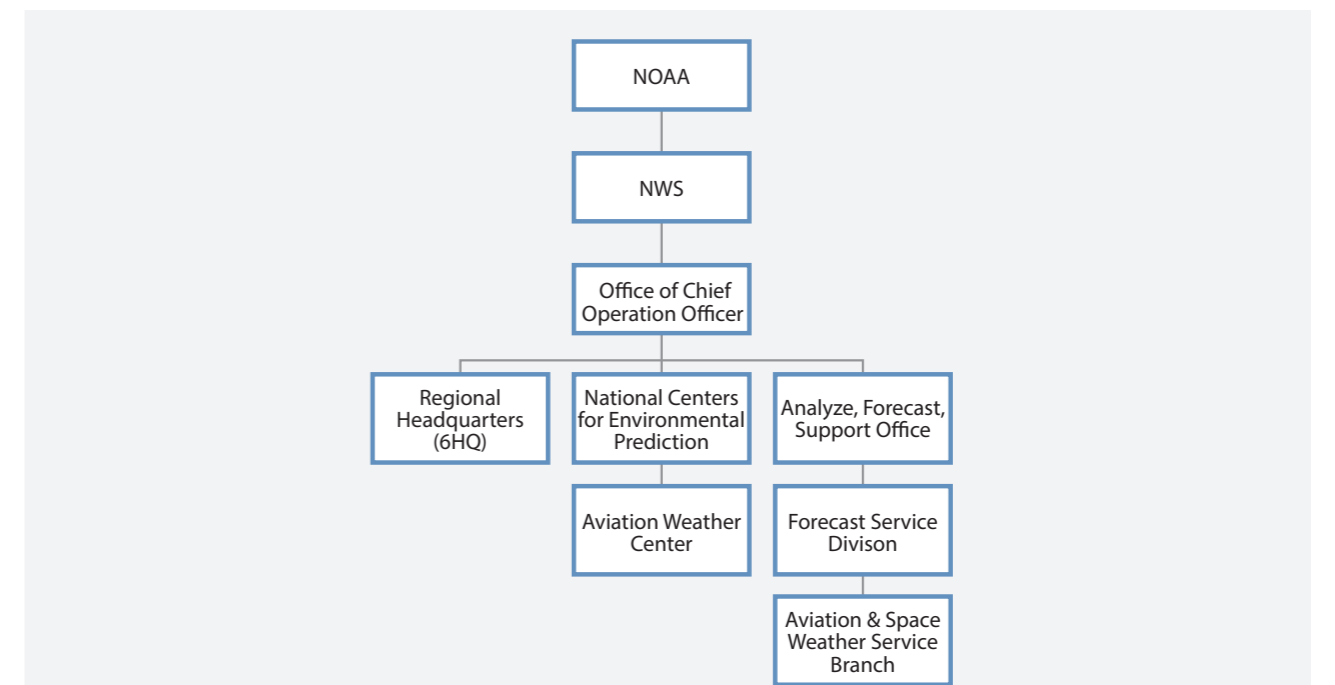 NOAA
NWS
Office of Chief
Operation Officer
Regional
Headquarters
(6HQ)
National Centers
for Environmental
Prediction
Analyze, Forecast,
Support Office
Aviation Weather
Center
Forecast Service
Divison
Aviation & Space
Weather Service
Branch